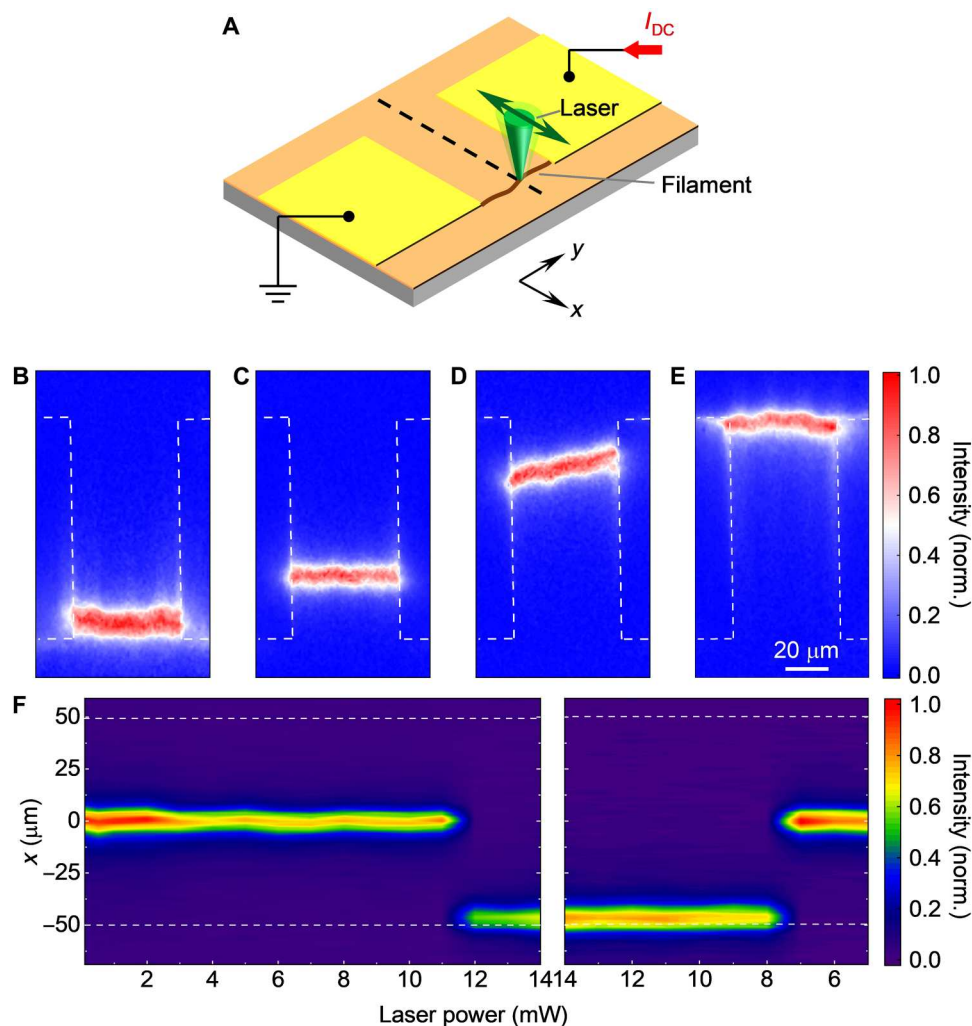 A
I_DC
Laser
Filament
y
x
B
C
D
E
20 μm
1.0
0.8
0.6
0.4
0.2
0.0
Intensity (norm.)
F
x (μm)
50
25
0
−25
−50
2 4 6 8 10 12 14
14 12 10 8 6
Laser power (mW)
1.0
0.8
0.6
0.4
0.2
0.0
Intensity (norm.)